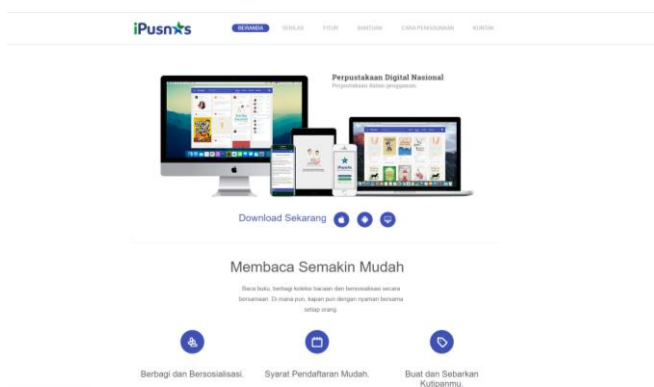 iPusnas
BERANDA SEKILAS FITUR BANTUAN CARA PENGGUNAAN KONTAK
Perpustakaan Digital Nasional
Perpustakaan dalam genggaman.
Download Sekarang
Membaca Semakin Mudah
Baca buku, berbagi koleksi bacaan dan bersosialisasi secara
bersamaan. Di mana pun, kapan pun dengan nyaman bersama
setiap orang.
Berbagi dan Bersosialisasi. Syarat Pendaftaran Mudah. Buat dan Sebarkan
Kutipanmu.